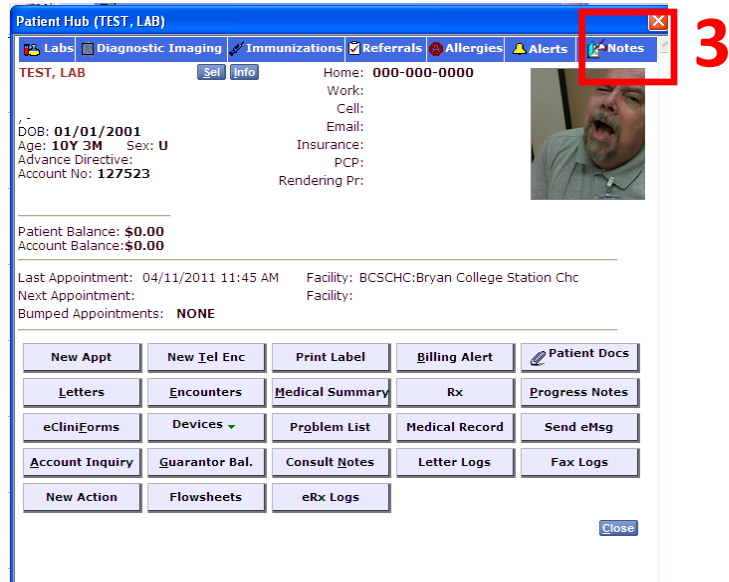 Patient Hub (TEST, LAB)
Labs Diagnostic Imaging Immunizations Referrals Allergies Alerts Notes
3
TEST, LAB Sel Info Home: 000-000-0000
Work:
Cell:
, -
Email:
DOB: 01/01/2001
Age: 10Y 3M Sex: U Insurance:
Advance Directive: PCP:
Account No: 127523 Rendering Pr:
Patient Balance: $0.00
Account Balance:$0.00
Last Appointment: 04/11/2011 11:45 AM Facility: BCSCHC:Bryan College Station Chc
Next Appointment: Facility:
Bumped Appointments: NONE
New Appt New Tel Enc Print Label Billing Alert Patient Docs
Letters Encounters Medical Summary Rx Progress Notes
eCliniForms Devices Problem List Medical Record Send eMsg
Account Inquiry Guarantor Bal. Consult Notes Letter Logs Fax Logs
New Action Flowsheets eRx Logs
Close